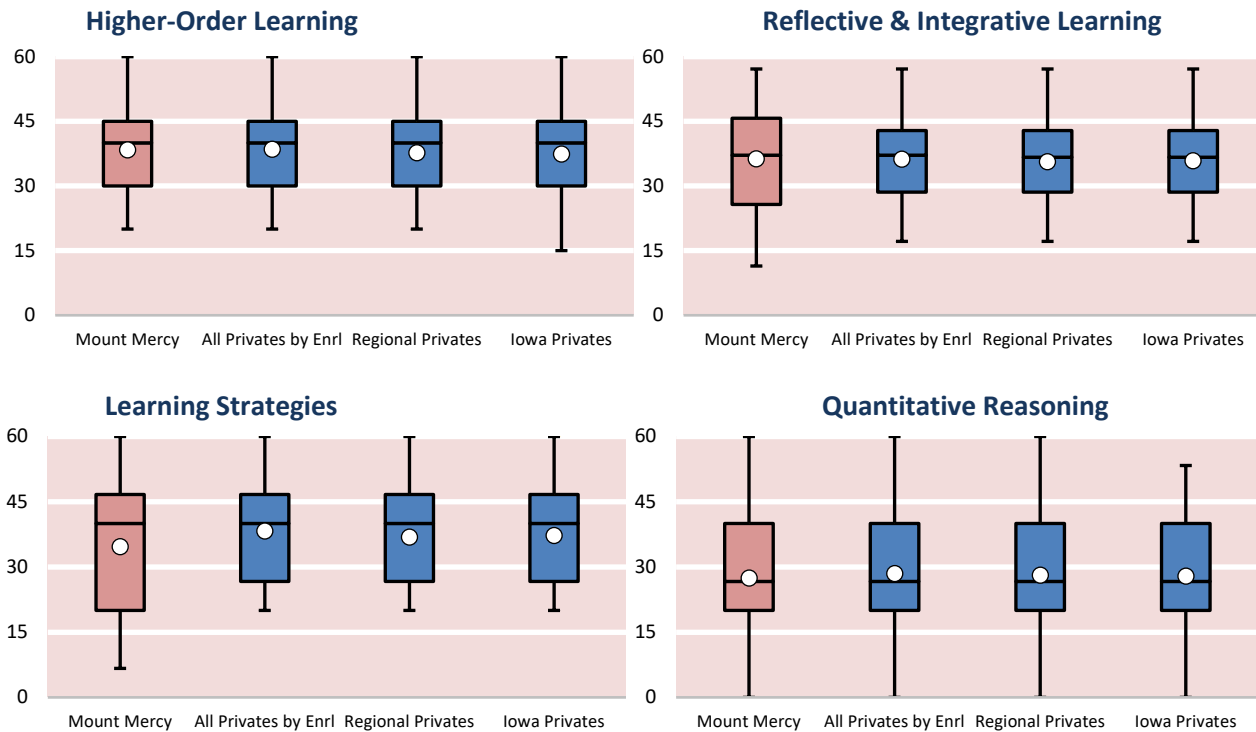 Higher-Order Learning
60
45
30
15
0
Mount Mercy All Privates by Enrl Regional Privates Iowa Privates
Reflective & Integrative Learning
60
45
30
15
0
Mount Mercy All Privates by Enrl Regional Privates Iowa Privates
Learning Strategies
60
45
30
15
0
Mount Mercy All Privates by Enrl Regional Privates Iowa Privates
Quantitative Reasoning
60
45
30
15
0
Mount Mercy All Privates by Enrl Regional Privates Iowa Privates